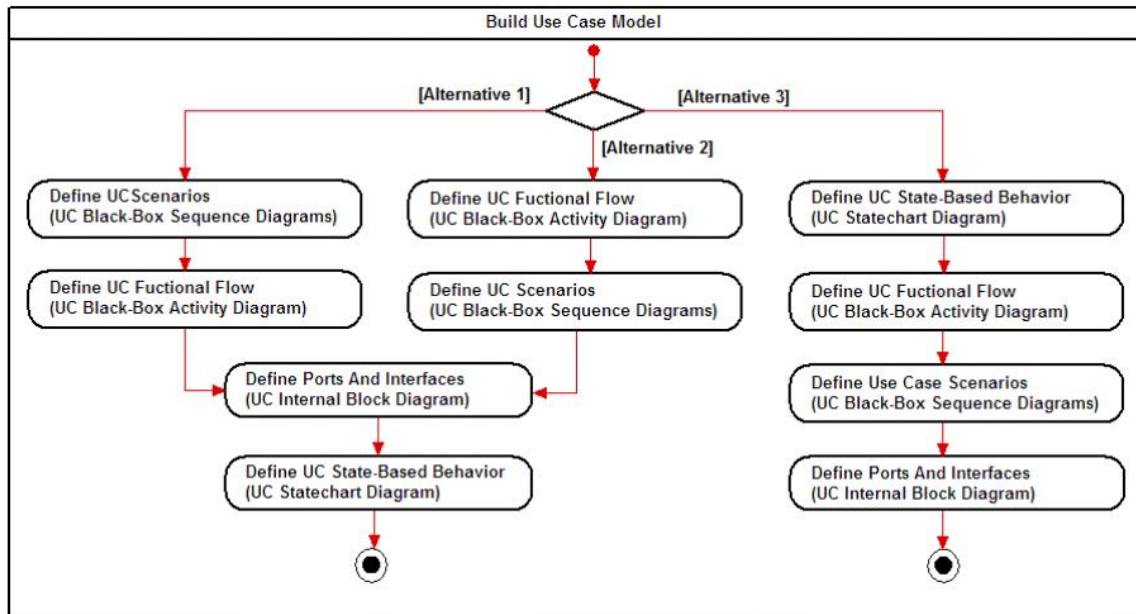 Build Use Case Model
[Alternative 1]
[Alternative 3]
[Alternative 2]
Define UCScenarios
(UC Black-Box Sequence Diagrams)
Define UC Fuctional Flow
(UC Black-Box Activity Diagram)
Define UC State-Based Behavior
(UC Statechart Diagram)
Define UC Fuctional Flow
(UC Black-Box Activity Diagram)
Define UC Scenarios
(UC Black-Box Sequence Diagrams)
Define UC Fuctional Flow
(UC Black-Box Activity Diagram)
Define Ports And Interfaces
(UC Internal Block Diagram)
Define Use Case Scenarios
(UC Black-Box Sequence Diagrams)
Define UC State-Based Behavior
(UC Statechart Diagram)
Define Ports And Interfaces
(UC Internal Block Diagram)